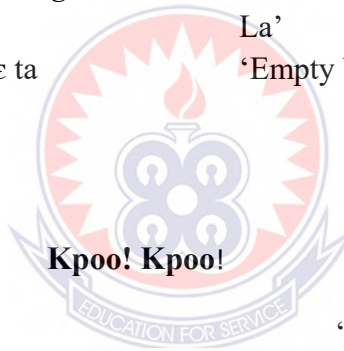 La’
ɛ ta ‘Empty
Kpoo! Kpoo!
EDUCATION FOR SERVICE
‘